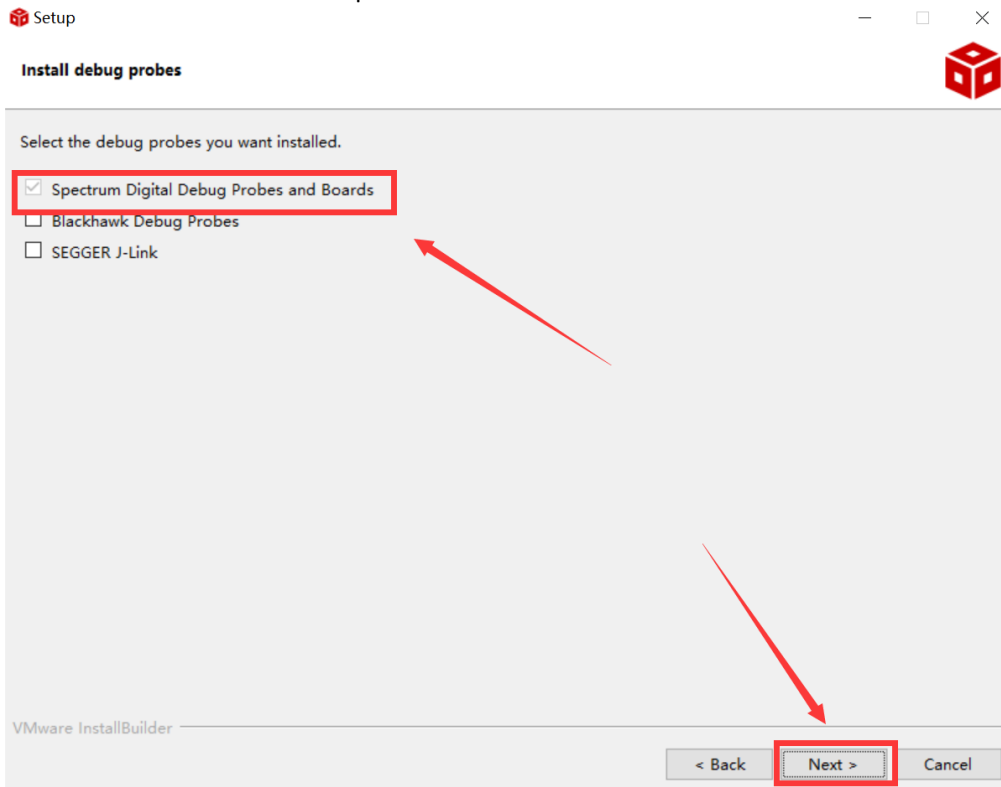 Setup
Install debug probes
Select the debug probes you want installed.
Spectrum Digital Debug Probes and Boards
Blackhawk Debug Probes
SEGGER J-Link
VMware InstallBuilder
< Back
Next >
Cancel